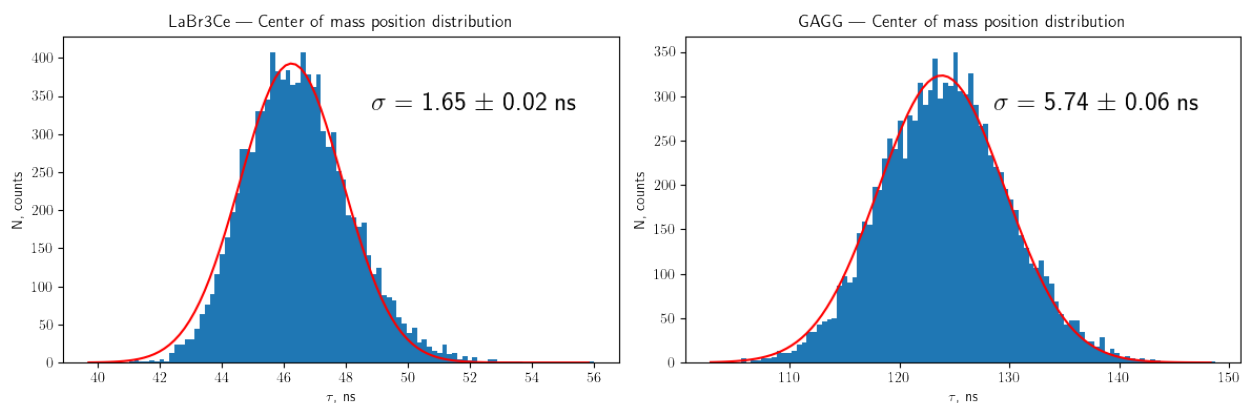 LaBr3Ce — Center of mass position distribution
400
350
300
250
200
150
100
50
0
N, counts
σ = 1.65 ± 0.02 ns
40 42 44 46 48 50 52 54 56
τ, ns
GAGG — Center of mass position distribution
350
300
250
200
150
100
50
0
N, counts
σ = 5.74 ± 0.06 ns
110 120 130 140 150
τ, ns